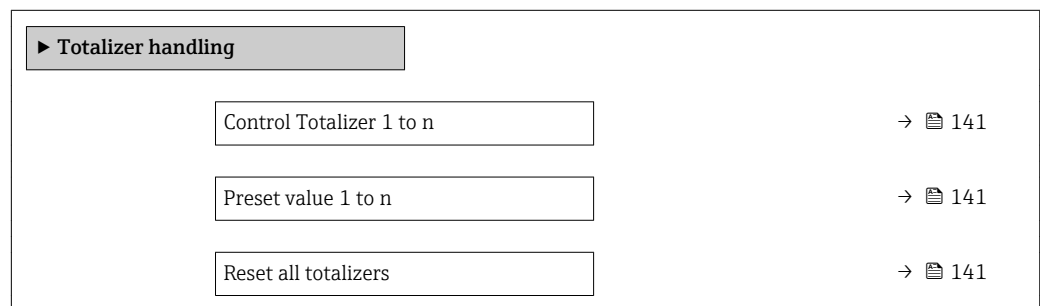 ▶ Totalizer handling
Control Totalizer 1 to n → 141
Preset value 1 to n → 141
Reset all totalizers → 141